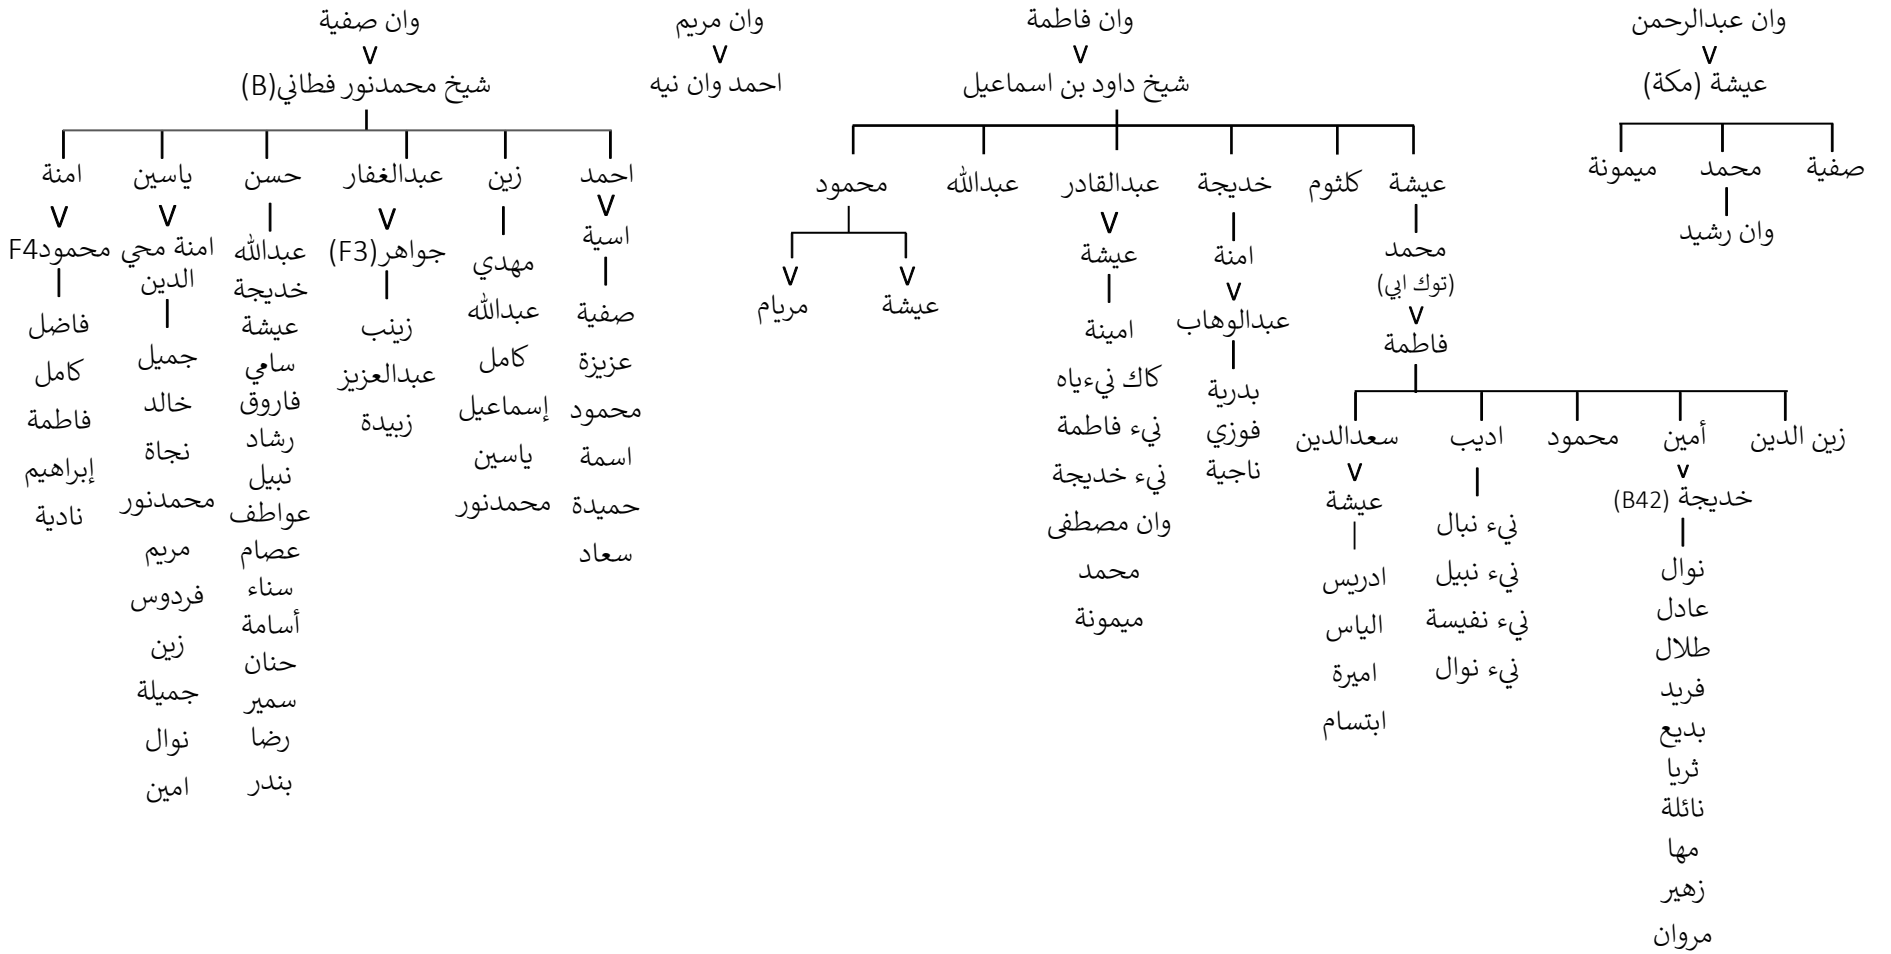 وان عبدالرحمن
عيشة (مكة)
صفية
محمد
ميمونة
وان رشيد
وان فاطمة
شيخ داود بن اسماعيل
عيشة
كلثوم
خديجة
عبدالقادر
عبدالله
محمود
محمد
(توك ابي)
فاطمة
زين الدين
أمين
محمود
اديب
سعدالدين
خديجة (B42)
نوال
عادل
طلال
فريد
بديع
ثريا
نائلة
مها
زهير
مروان
نيء نبال
نيء نبيل
نيء نفيسة
نيء نوال
عيشة
ادريس
الياس
اميرة
ابتسام
امنة
عبدالوهاب
بدرية
فوزي
ناجية
عيشة
امينة
كاك نيءياه
نيء فاطمة
نيء خديجة
وان مصطفى
محمد
ميمونة
عيشة
مريام
وان مريم
احمد وان نيه
وان صفية
شيخ محمدنور فطاني(B)
احمد
زين
عبدالغفار
حسن
ياسين
امنة
اسية
صفية
عزيزة
محمود
اسمة
حميدة
سعاد
مهدي
عبدالله
كامل
إسماعيل
ياسين
محمدنور
جواهر(F3)
زينب
عبدالعزيز
زبيدة
عبدالله
خديجة
عيشة
سامي
فاروق
رشاد
نبيل
عواطف
عصام
سناء
أسامة
حنان
سمير
رضا
بندر
امنة محي
الدين
جميل
خالد
نجاة
محمدنور
مريم
فردوس
زين
جميلة
نوال
امين
محمودF4
فاضل
كامل
فاطمة
إبراهيم
نادية